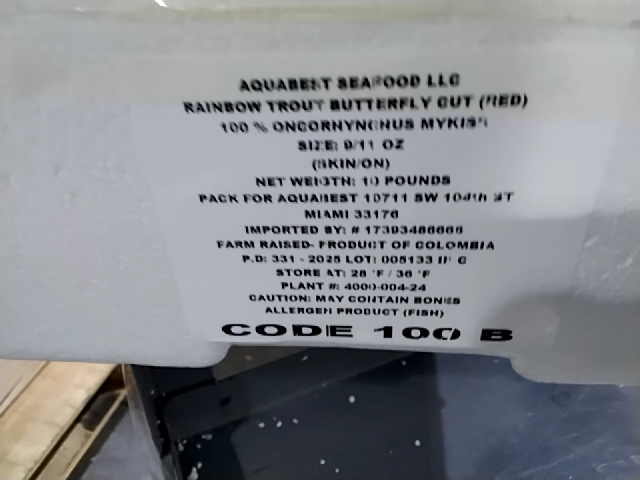 AQUABEST SEAFOOD LLC
RAINBOW TROUT BUTTERFLY CUT (RED)
100 % ONCORHYNCHUS MYKISS
SIZE: 9/11 OZ
(SKIN/ON)
NET WEIGTH: 10 POUNDS
PACK FOR AQUABEST 10711 SW 104th ST
MIAMI 33176
IMPORTED BY: # 17393486666
FARM RAISED- PRODUCT OF COLOMBIA
P.D: 331 - 2025 LOT: 005133
STORE AT: 28 °F / 36 °F
PLANT #: 4000-004-24
CAUTION: MAY CONTAIN BONES
ALLERGEN PRODUCT (FISH)
CODE 100 B